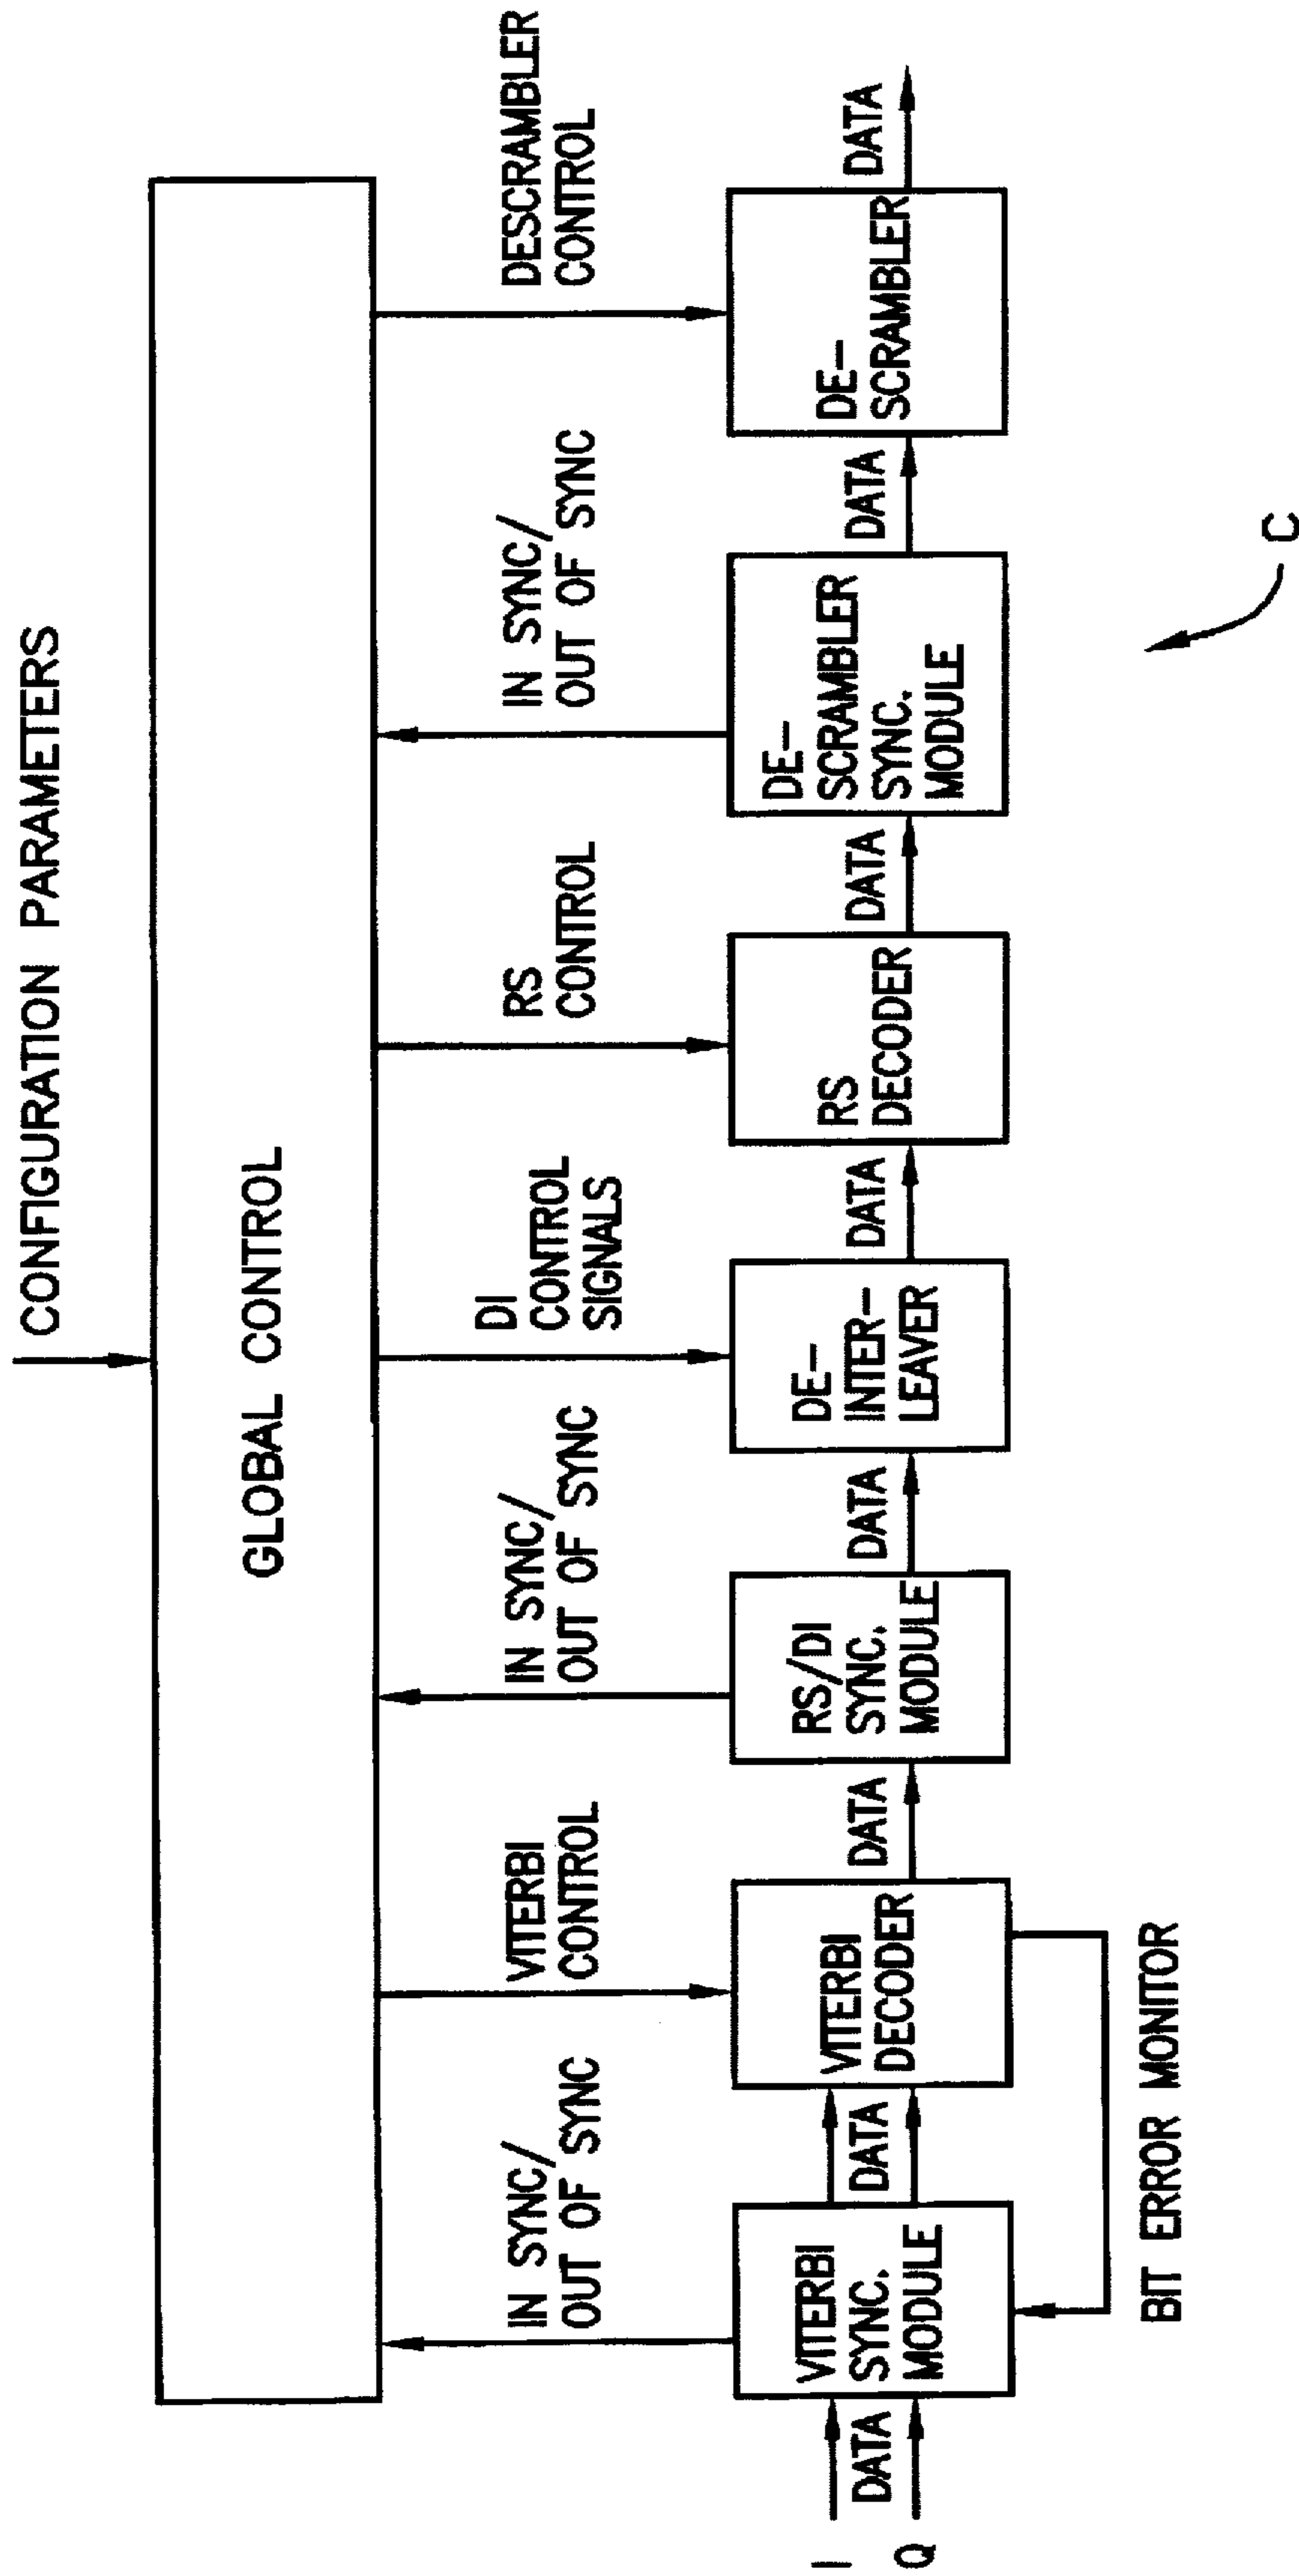 CONFIGURATION PARAMETERS
GLOBAL CONTROL
IN SYNC/
OUT OF SYNC
VITERBI
CONTROL
IN SYNC/
OUT OF SYNC
DI
CONTROL
SIGNALS
RS
CONTROL
IN SYNC/
OUT OF SYNC
DESCRAMBLER
CONTROL
I
DATA
Q
VITERBI
SYNC.
MODULE
DATA
VITERBI
DECODER
DATA
RS/DI
SYNC.
MODULE
DATA
DE-
INTER-
LEAVER
DATA
RS
DECODER
DATA
DE-
SCRAMBLER
SYNC.
MODULE
DATA
DE-
SCRAMBLER
DATA
BIT ERROR MONITOR
C